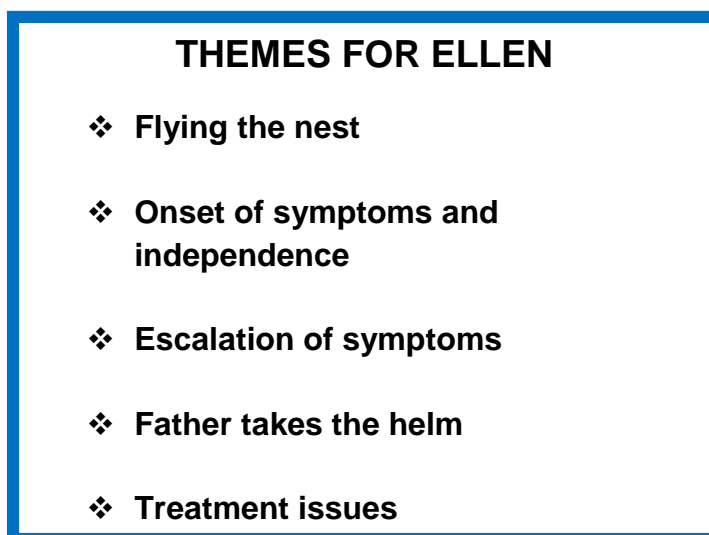 THEMES FOR ELLEN
❖ Flying the nest
❖ Onset of symptoms and
independence
❖ Escalation of symptoms
❖ Father takes the helm
❖ Treatment issues